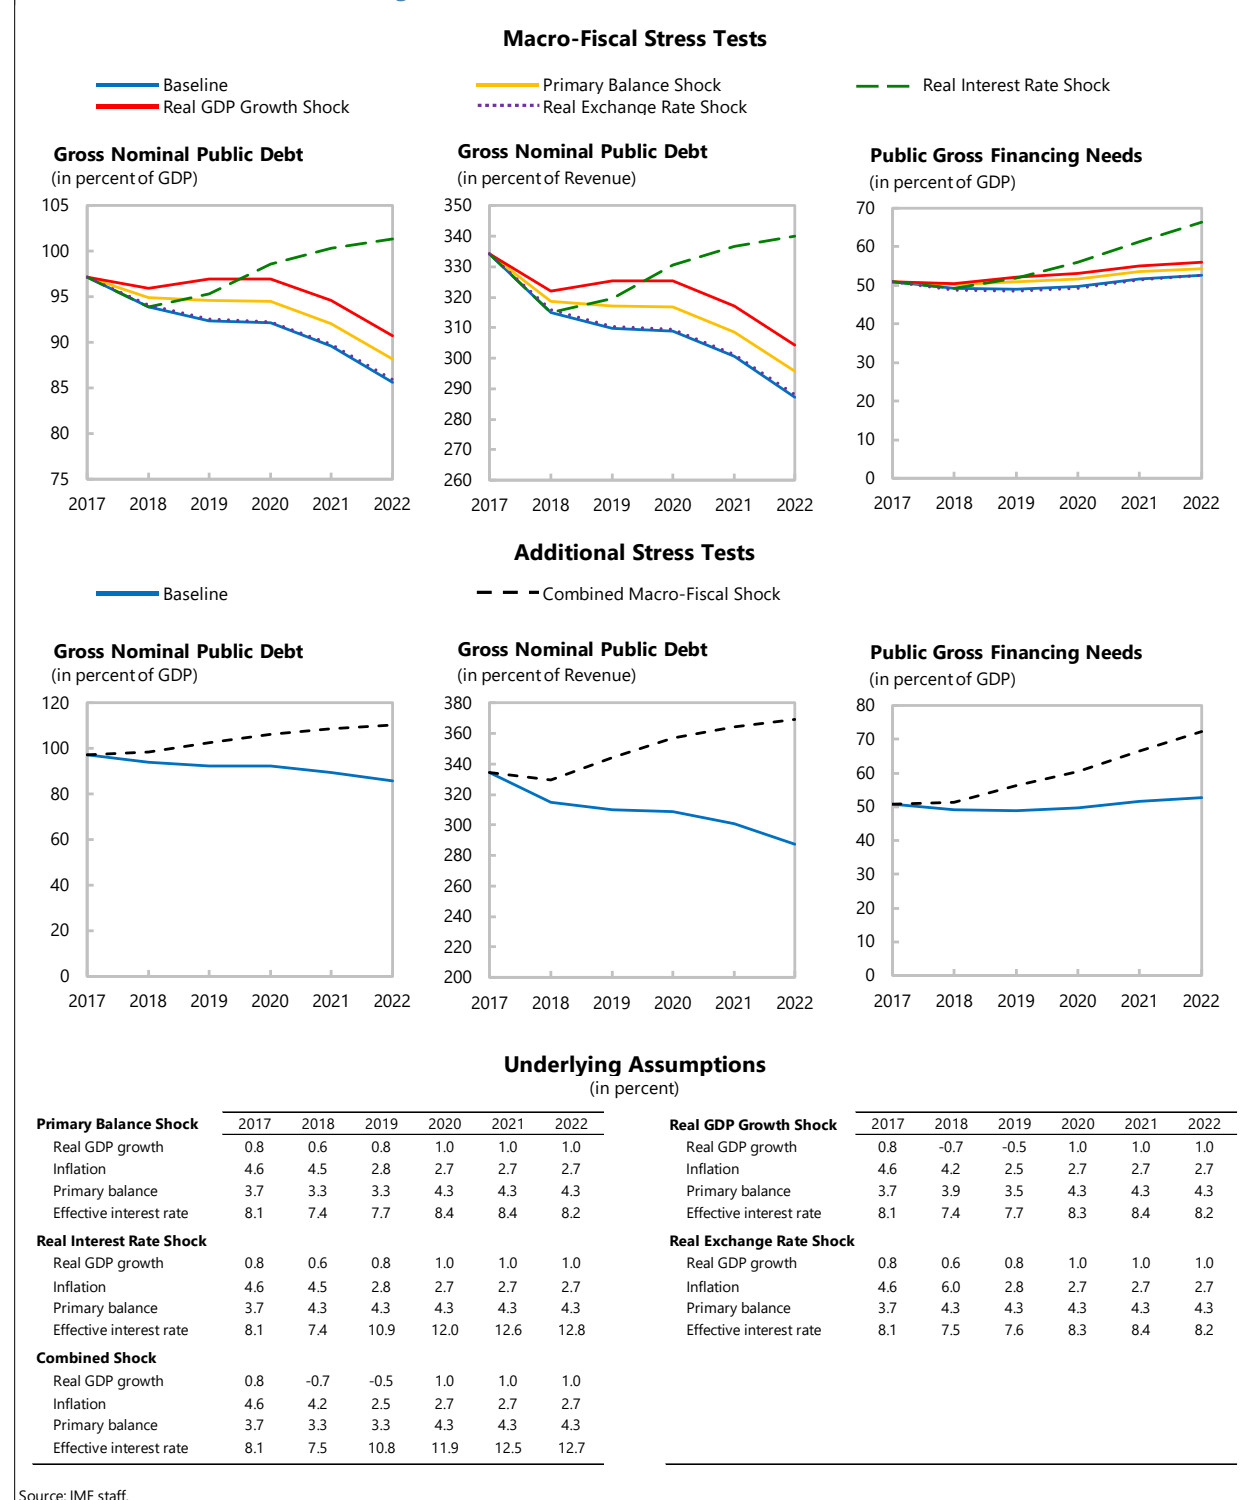 Macro-Fiscal Stress Tests
Baseline
Primary Balance Shock
Real Interest Rate Shock
Real GDP Growth Shock
Real Exchange Rate Shock
Gross Nominal Public Debt
(in percent of GDP)
105
100
95
90
85
80
75
2017 2018 2019 2020 2021 2022
Gross Nominal Public Debt
(in percent of Revenue)
350
340
330
320
310
300
290
280
270
260
2017 2018 2019 2020 2021 2022
Public Gross Financing Needs
(in percent of GDP)
70
60
50
40
30
20
10
0
2017 2018 2019 2020 2021 2022
Additional Stress Tests
Baseline
Combined Macro-Fiscal Shock
Gross Nominal Public Debt
(in percent of GDP)
120
100
80
60
40
20
0
2017 2018 2019 2020 2021 2022
Gross Nominal Public Debt
(in percent of Revenue)
380
360
340
320
300
280
260
240
220
200
2017 2018 2019 2020 2021 2022
Public Gross Financing Needs
(in percent of GDP)
80
70
60
50
40
30
20
10
0
2017 2018 2019 2020 2021 2022
Underlying Assumptions
(in percent)
Primary Balance Shock 2017 2018 2019 2020 2021 2022
Real GDP growth 0.8 0.6 0.8 1.0 1.0 1.0
Inflation 4.6 4.5 2.8 2.7 2.7 2.7
Primary balance 3.7 3.3 3.3 4.3 4.3 4.3
Effective interest rate 8.1 7.4 7.7 8.4 8.4 8.2
Real Interest Rate Shock
Real GDP growth 0.8 0.6 0.8 1.0 1.0 1.0
Inflation 4.6 4.5 2.8 2.7 2.7 2.7
Primary balance 3.7 4.3 4.3 4.3 4.3 4.3
Effective interest rate 8.1 7.4 10.9 12.0 12.6 12.8
Combined Shock
Real GDP growth 0.8 -0.7 -0.5 1.0 1.0 1.0
Inflation 4.6 4.2 2.5 2.7 2.7 2.7
Primary balance 3.7 3.3 3.3 4.3 4.3 4.3
Effective interest rate 8.1 7.5 10.8 11.9 12.5 12.7
Real GDP Growth Shock 2017 2018 2019 2020 2021 2022
Real GDP growth 0.8 -0.7 -0.5 1.0 1.0 1.0
Inflation 4.6 4.2 2.5 2.7 2.7 2.7
Primary balance 3.7 3.9 3.5 4.3 4.3 4.3
Effective interest rate 8.1 7.4 7.7 8.3 8.4 8.2
Real Exchange Rate Shock
Real GDP growth 0.8 0.6 0.8 1.0 1.0 1.0
Inflation 4.6 6.0 2.8 2.7 2.7 2.7
Primary balance 3.7 4.3 4.3 4.3 4.3 4.3
Effective interest rate 8.1 7.5 7.6 8.3 8.4 8.2
Source: IMF staff.